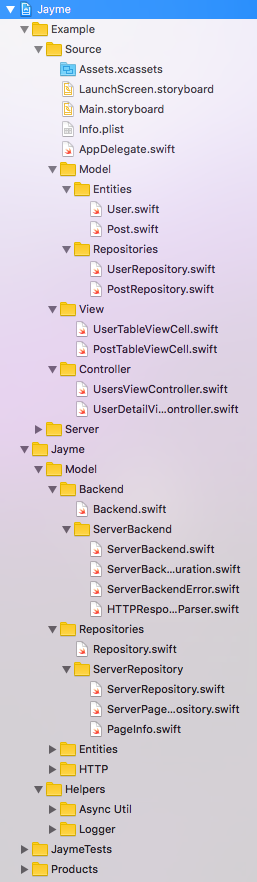 Jayme
Example
Source
Assets.xcassets
LaunchScreen.storyboard
Main.storyboard
Info.plist
AppDelegate.swift
Model
Entities
User.swift
Post.swift
Repositories
UserRepository.swift
PostRepository.swift
View
UserTableViewCell.swift
PostTableViewCell.swift
Controller
UsersViewController.swift
UserDetailVi...ontroller.swift
Server
Jayme
Model
Backend
Backend.swift
ServerBackend
ServerBackend.swift
ServerBack...uration.swift
ServerBackendError.swift
HTTPRespo...Parser.swift
Repositories
Repository.swift
ServerRepository
ServerRepository.swift
ServerPage...ository.swift
PageInfo.swift
Entities
HTTP
Helpers
Async Util
Logger
JaymeTests
Products